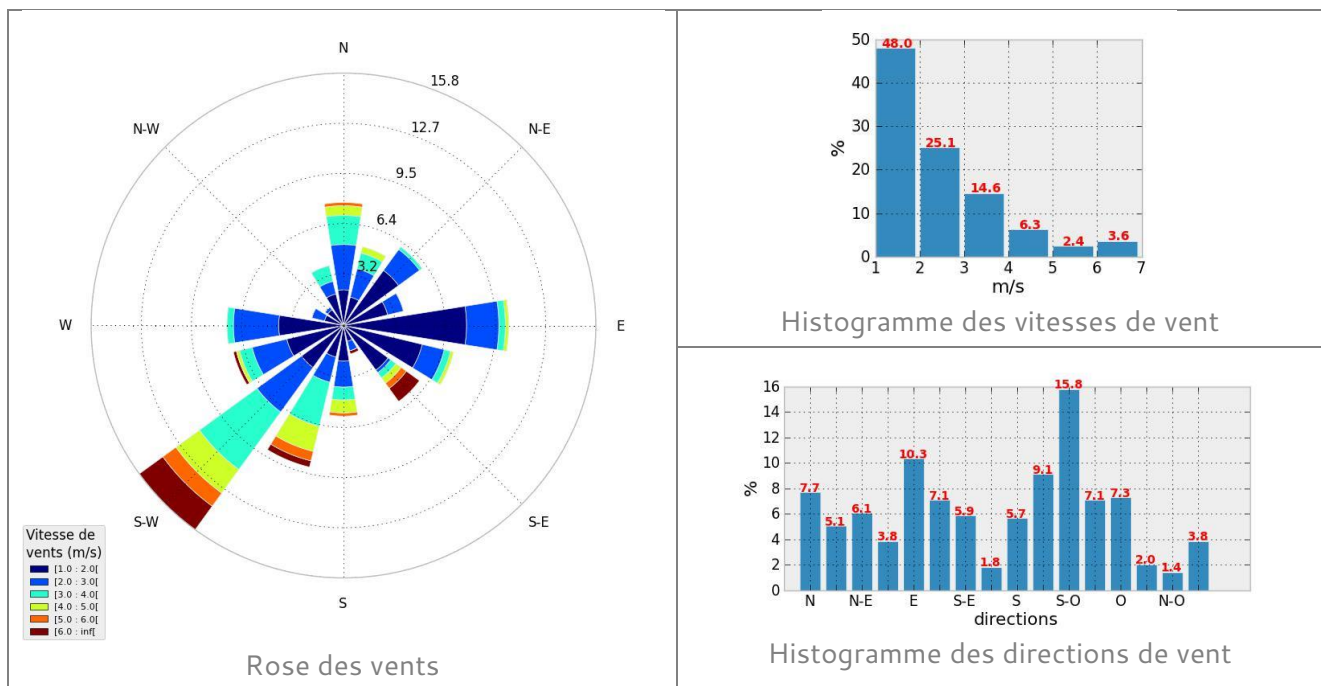 N
15.8
N-W
N-E
12.7
9.5
6.4
3.2
W
E
S-W
S-E
S
Vitesse de
vents (m/s)
[1.0 : 2.0[
[2.0 : 3.0[
[3.0 : 4.0[
[4.0 : 5.0[
[5.0 : 6.0[
[6.0 : inf[
Rose des vents
50
40
30
20
10
0
%
48.0
25.1
14.6
6.3
2.4
3.6
1 2 3 4 5 6 7
m/s
Histogramme des vitesses de vent
16
14
12
10
8
6
4
2
0
%
7.7
5.1
6.1
3.8
10.3
7.1
5.9
1.8
5.7
9.1
15.8
7.1
7.3
2.0
1.4
3.8
N N-E E S-E S S-O O N-O
directions
Histogramme des directions de vent